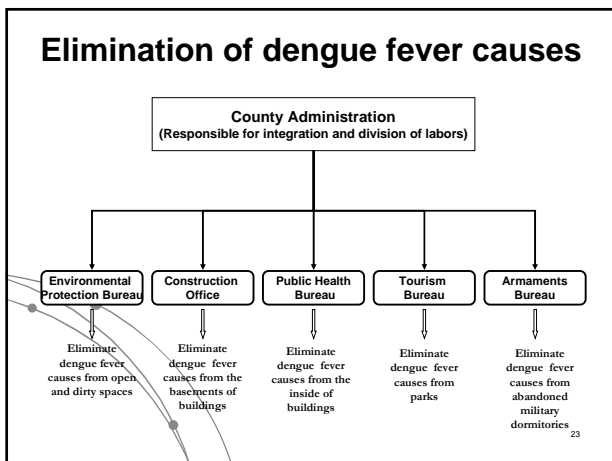 Elimination of dengue fever causes
County Administration
(Responsible for integration and division of labors)
Environmental
Protection Bureau
Construction
Office
Public Health
Bureau
Tourism
Bureau
Armaments
Bureau
Eliminate
dengue fever
causes from open
and dirty spaces
Eliminate
dengue fever
causes from the
basements of
buildings
Eliminate
dengue fever
causes from the
inside of
buildings
Eliminate
dengue fever
causes from
parks
Eliminate
dengue fever
causes from
abandoned
military
dormitories
23